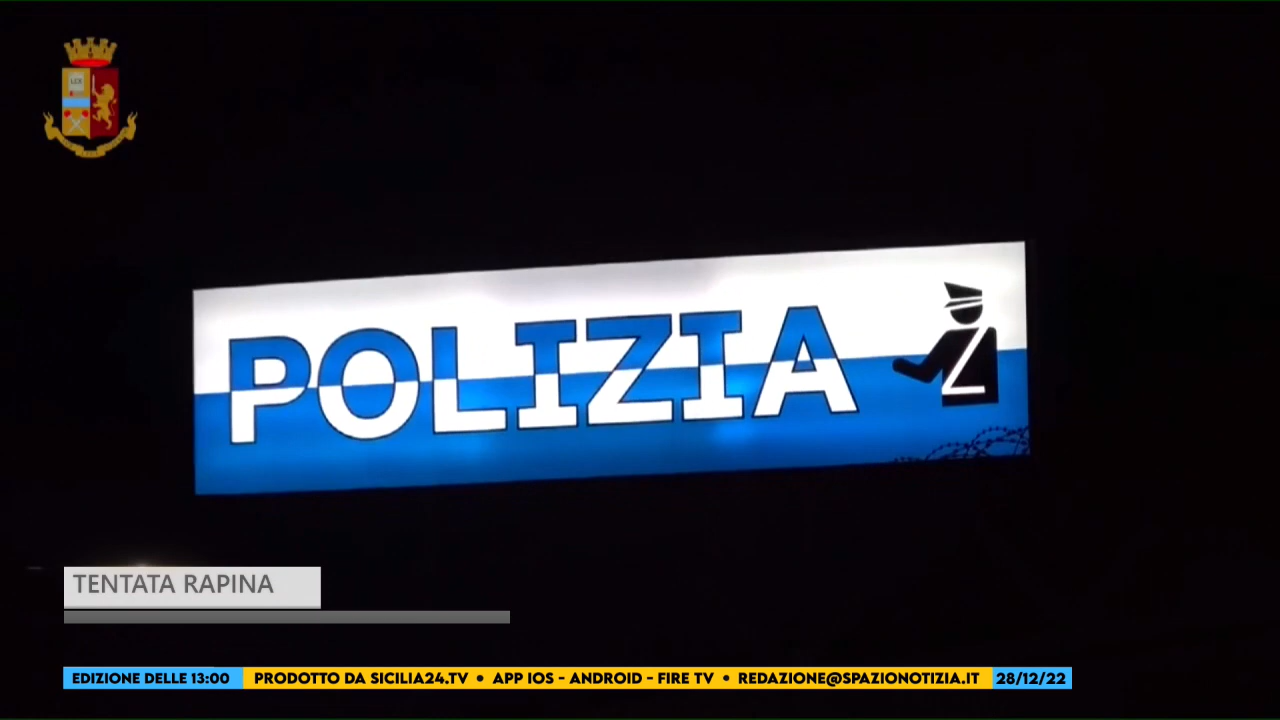 LEX
POLIZIA
TENTATA RAPINA
EDIZIONE DELLE 13:00 PRODOTTO DA SICILIA24.TV • APP IOS - ANDROID - FIRE TV • REDAZIONE@SPAZIONOTIZIA.IT 28/12/22